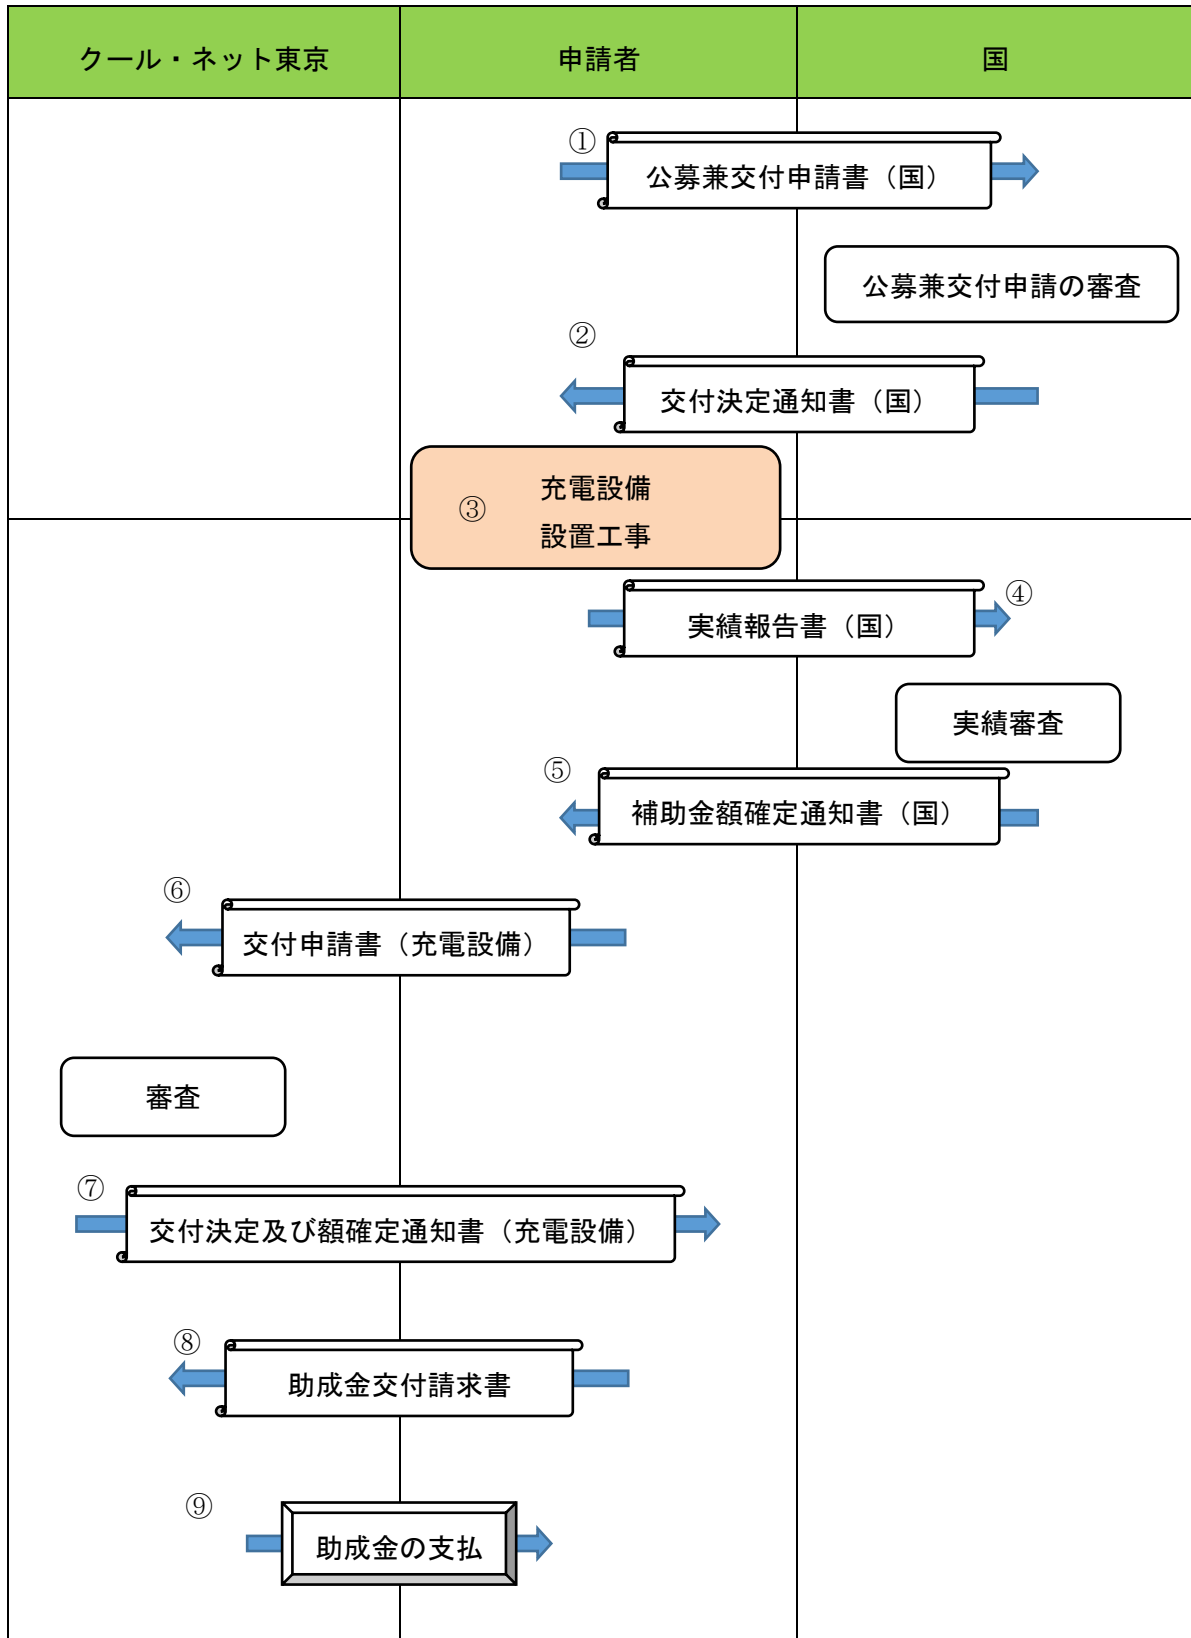 クール・ネット東京
申請者
国
①
公募兼交付申請書（国）
公募兼交付申請の審査
②
交付決定通知書（国）
③
充電設備
設置工事
④
実績報告書（国）
実績審査
⑤
補助金額確定通知書（国）
⑥
交付申請書（充電設備）
審査
⑦
交付決定及び額確定通知書（充電設備）
⑧
助成金交付請求書
⑨
助成金の支払